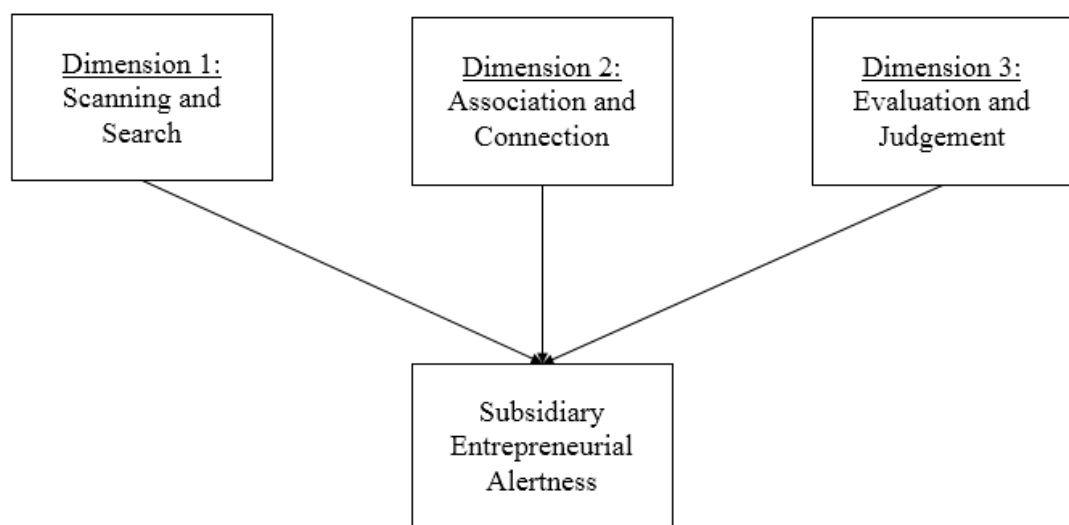 Dimension 1:
Scanning and
Search
Dimension 2:
Association and
Connection
Dimension 3:
Evaluation and
Judgement
Subsidiary
Entrepreneurial
Alertness